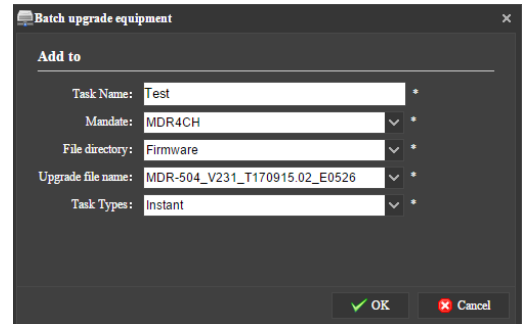 Batch upgrade equipment
Add to
Task Name: Test *
Mandate: MDR4CH *
File directory: Firmware *
Upgrade file name: MDR-504_V231_T170915.02_E0526 *
Task Types: Instant *
OK Cancel